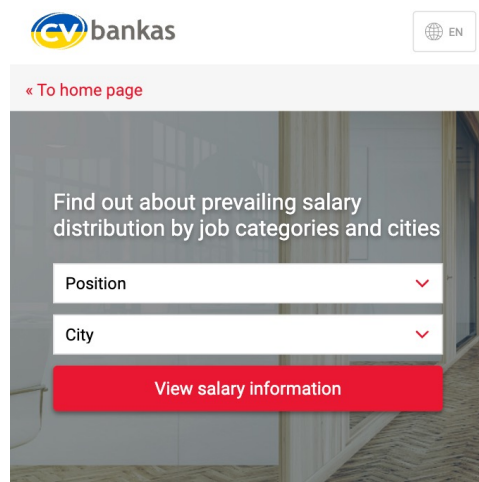 cv bankas
EN
« To home page
Find out about prevailing salary
distribution by job categories and cities
Position
City
View salary information